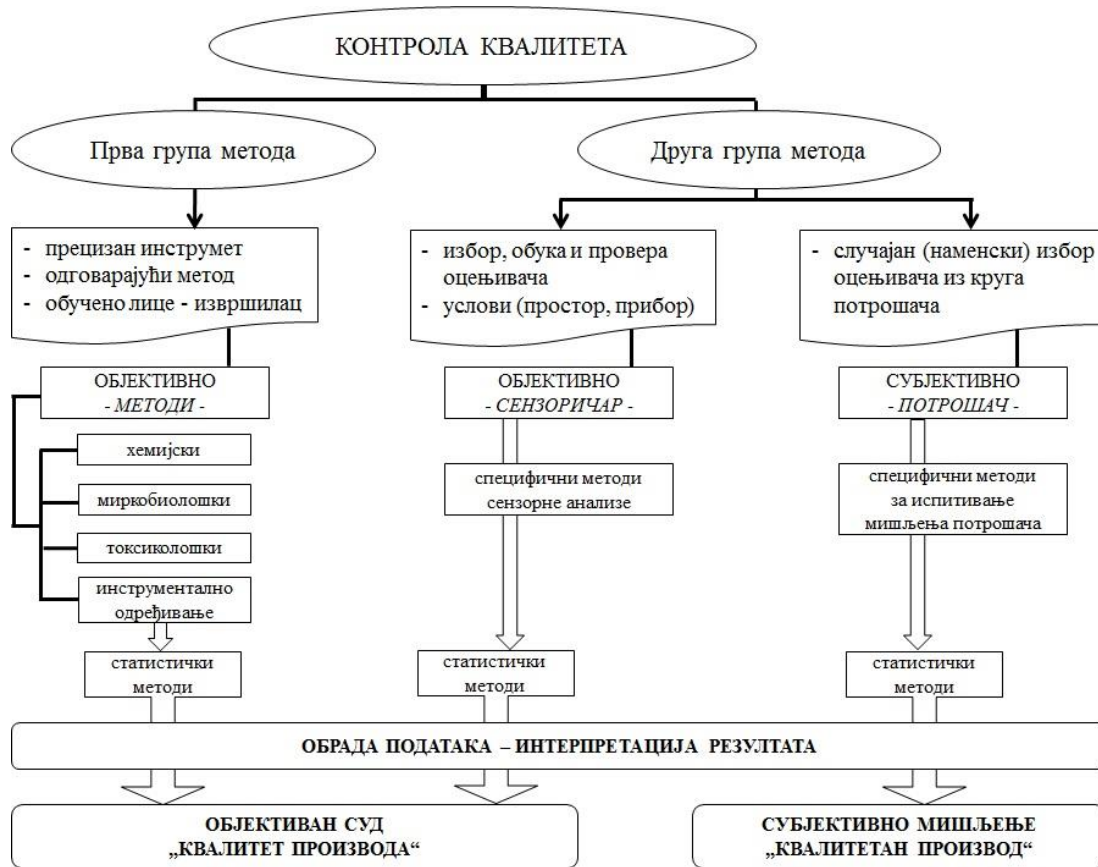 КОНТРОЛА КВАЛИТЕТА
Прва група метода
Друга група метода
- прецизан инструмет
- одговарајући метод
- обучено лице - извршилац
- избор, обука и провера
оцењивача
- услови (простор, прибор)
- случајан (наменски) избор
оцењивача из круга
потрошача
ОБЈЕКТИВНО
- МЕТОДИ -
ОБЈЕКТИВНО
- СЕНЗОРИЧАР -
СУБЈЕКТИВНО
- ПОТРОШАЧ -
хемијски
миркобиолошки
токсиколошки
инструментално
одређивање
специфични методи
сензорне анализе
специфични методи
за испитивање
мишљења потрошача
статистички
методи
статистички
методи
статистички
методи
ОБРАДА ПОДАТАКА – ИНТЕРПРЕТАЦИЈА РЕЗУЛТАТА
ОБЈЕКТИВАН СУД
„КВАЛИТЕТ ПРОИЗВОДА“
СУБЈЕКТИВНО МИШЉЕЊЕ
„КВАЛИТЕТАН ПРОИЗВОД“